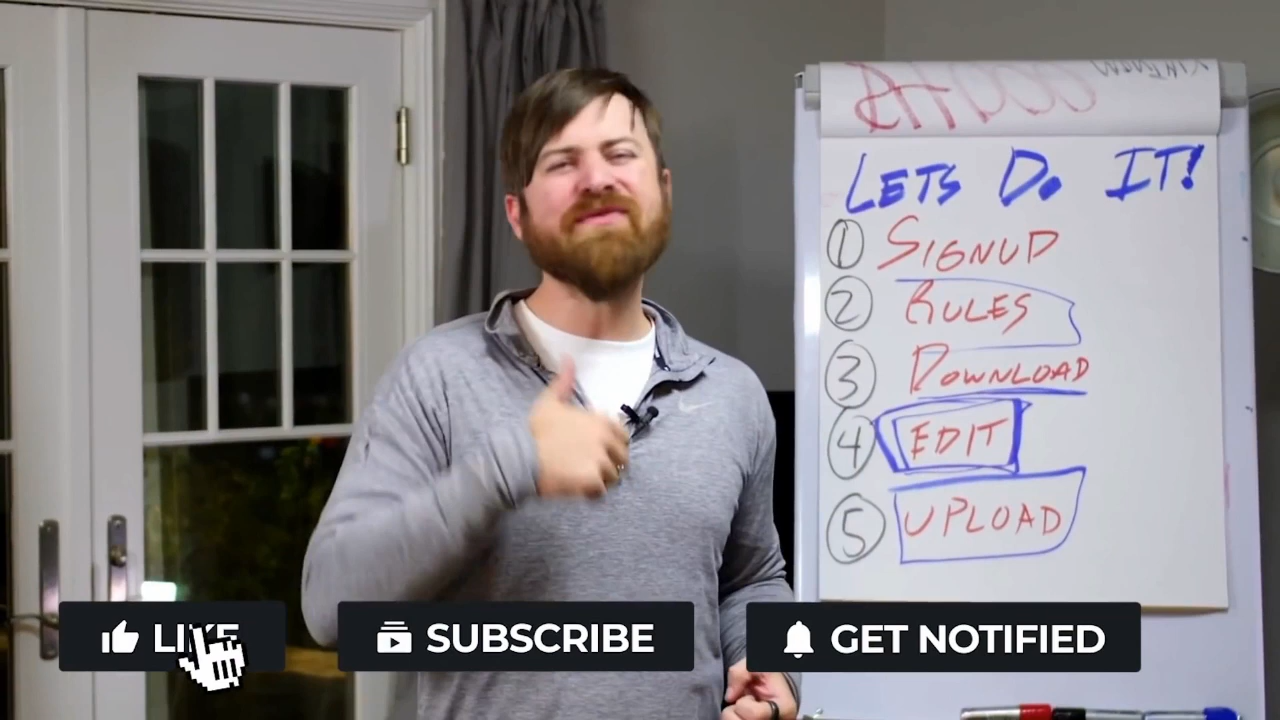 LETS DO IT!
1 SIGNUP
2 RULES
3 DOWNLOAD
4 EDIT
5 UPLOAD
LIKE
SUBSCRIBE
GET NOTIFIED